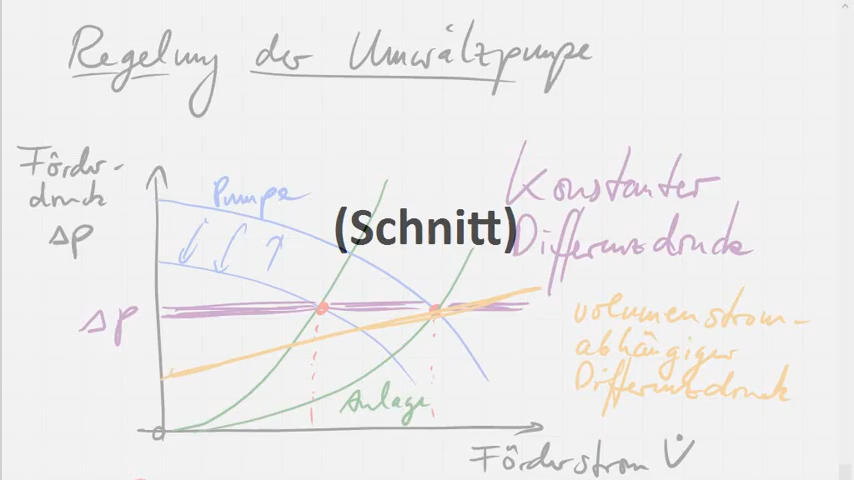 Regelung der Umwälzpumpe
Förder-
druck
Δp
Pumpe
(Schnitt)
Konstanter
Differenzdruck
Δp
volumenstrom-
abhängiger
Differenzdruck
Anlage
Förderstrom V̇